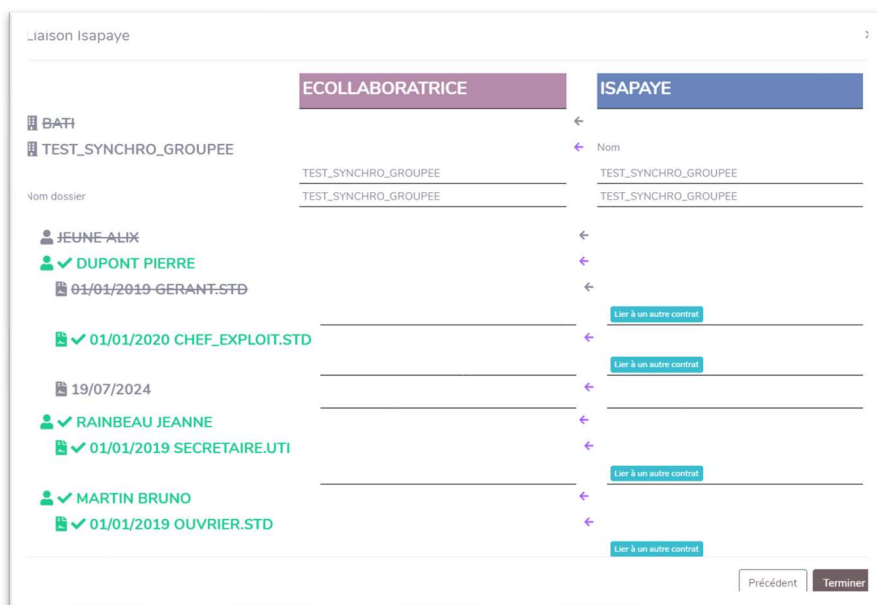 Liaison Isapaye
ECOLLABORATRICE ISAPAYE
BATI
TEST_SYNCHRO_GROUPEE Nom
TEST_SYNCHRO_GROUPEE TEST_SYNCHRO_GROUPEE
Nom dossier TEST_SYNCHRO_GROUPEE TEST_SYNCHRO_GROUPEE
JEUNE ALIX
DUPONT PIERRE
01/01/2019 GERANT.STD
Lier à un autre contrat
01/01/2020 CHEF_EXPLOIT.STD
Lier à un autre contrat
19/07/2024
RAINBEAU JEANNE
01/01/2019 SECRETAIRE.UTI
Lier à un autre contrat
MARTIN BRUNO
01/01/2019 OUVRIER.STD
Lier à un autre contrat
Précédent Terminer